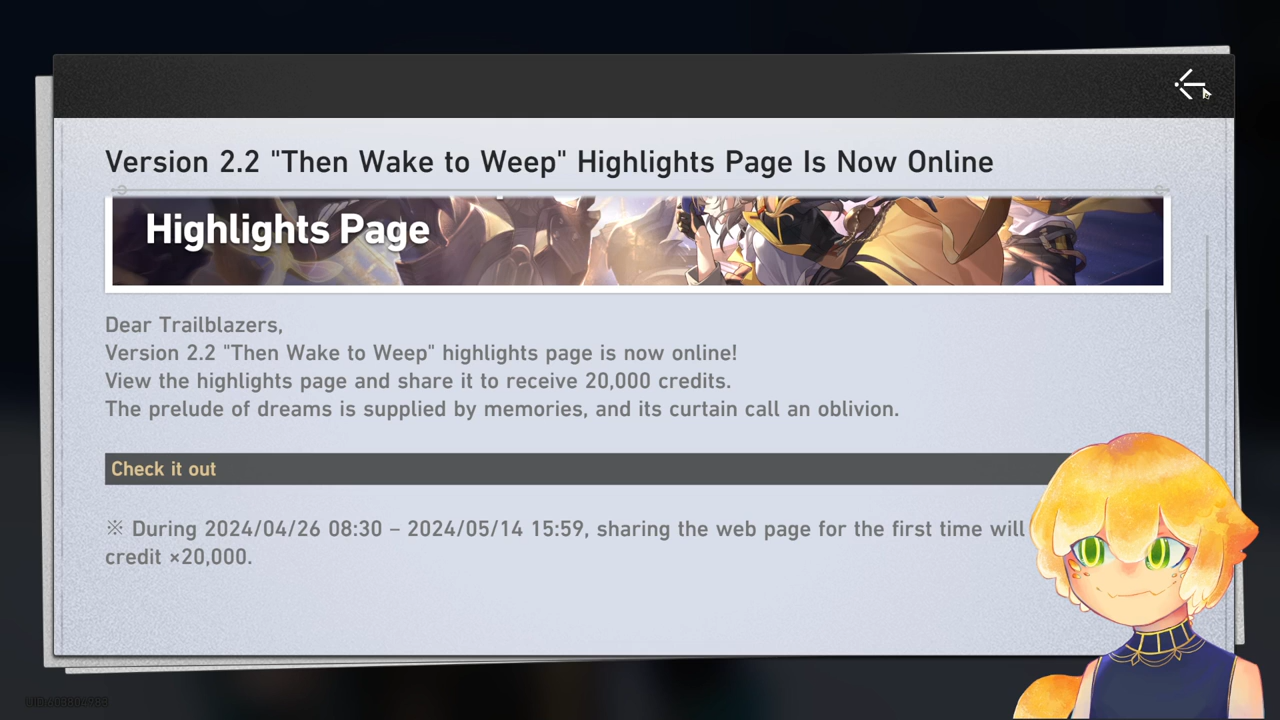 Version 2.2 "Then Wake to Weep" Highlights Page Is Now Online
Highlights Page
Dear Trailblazers,
Version 2.2 "Then Wake to Weep" highlights page is now online!
View the highlights page and share it to receive 20,000 credits.
The prelude of dreams is supplied by memories, and its curtain call an oblivion.
Check it out
※ During 2024/04/26 08:30 – 2024/05/14 15:59, sharing the web page for the first time will
credit ×20,000.